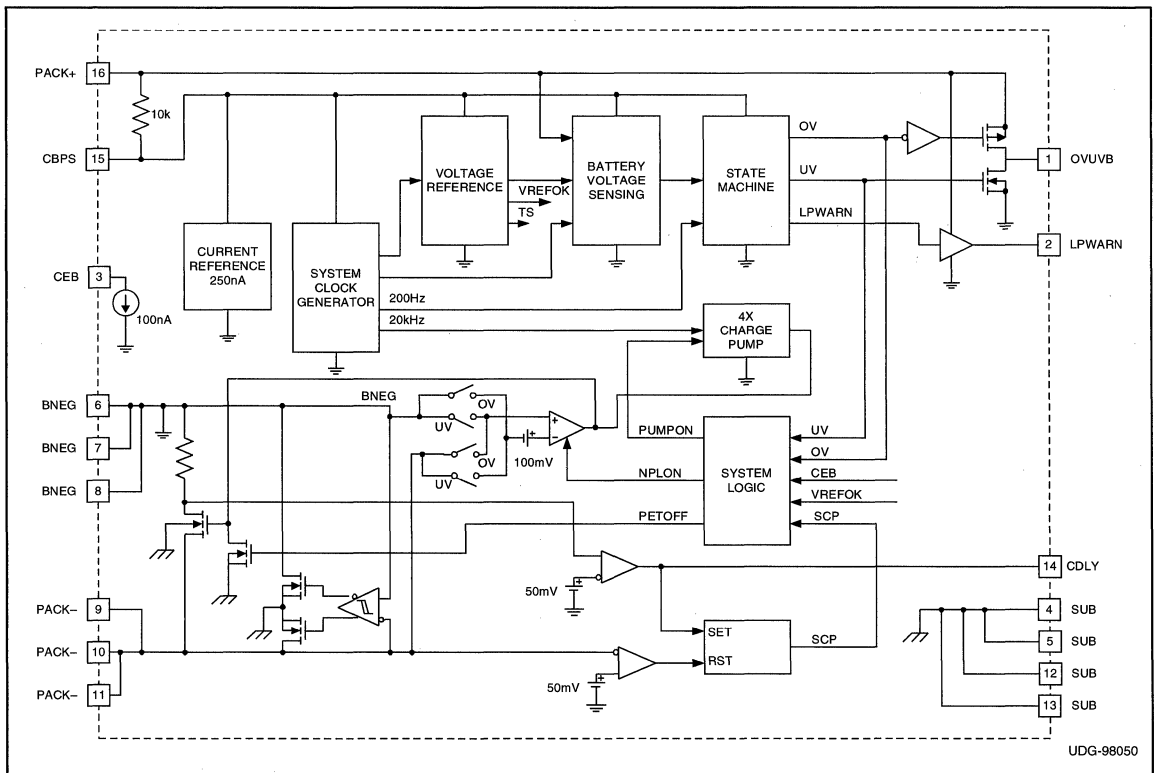 PACK+ 16
10k
CBPS 15
CEB 3
100nA
CURRENT
REFERENCE
250nA
SYSTEM
CLOCK
GENERATOR
VOLTAGE
REFERENCE
VREFOK
TS
BATTERY
VOLTAGE
SENSING
STATE
MACHINE
OV
UV
LPWARN
1 OVUVB
2 LPWARN
200Hz
20kHz
4X
CHARGE
PUMP
BNEG 6
BNEG 7
BNEG 8
BNEG
OV
UV
OV
UV
+
−
+
100mV
PUMPON
NPLON
PETOFF
SYSTEM
LOGIC
UV
OV
CEB
VREFOK
SCP
50mV
+
14 CDLY
PACK− 9
PACK− 10
PACK− 11
50mV
+
SET
RST
SCP
4 SUB
5 SUB
12 SUB
13 SUB
UDG-98050